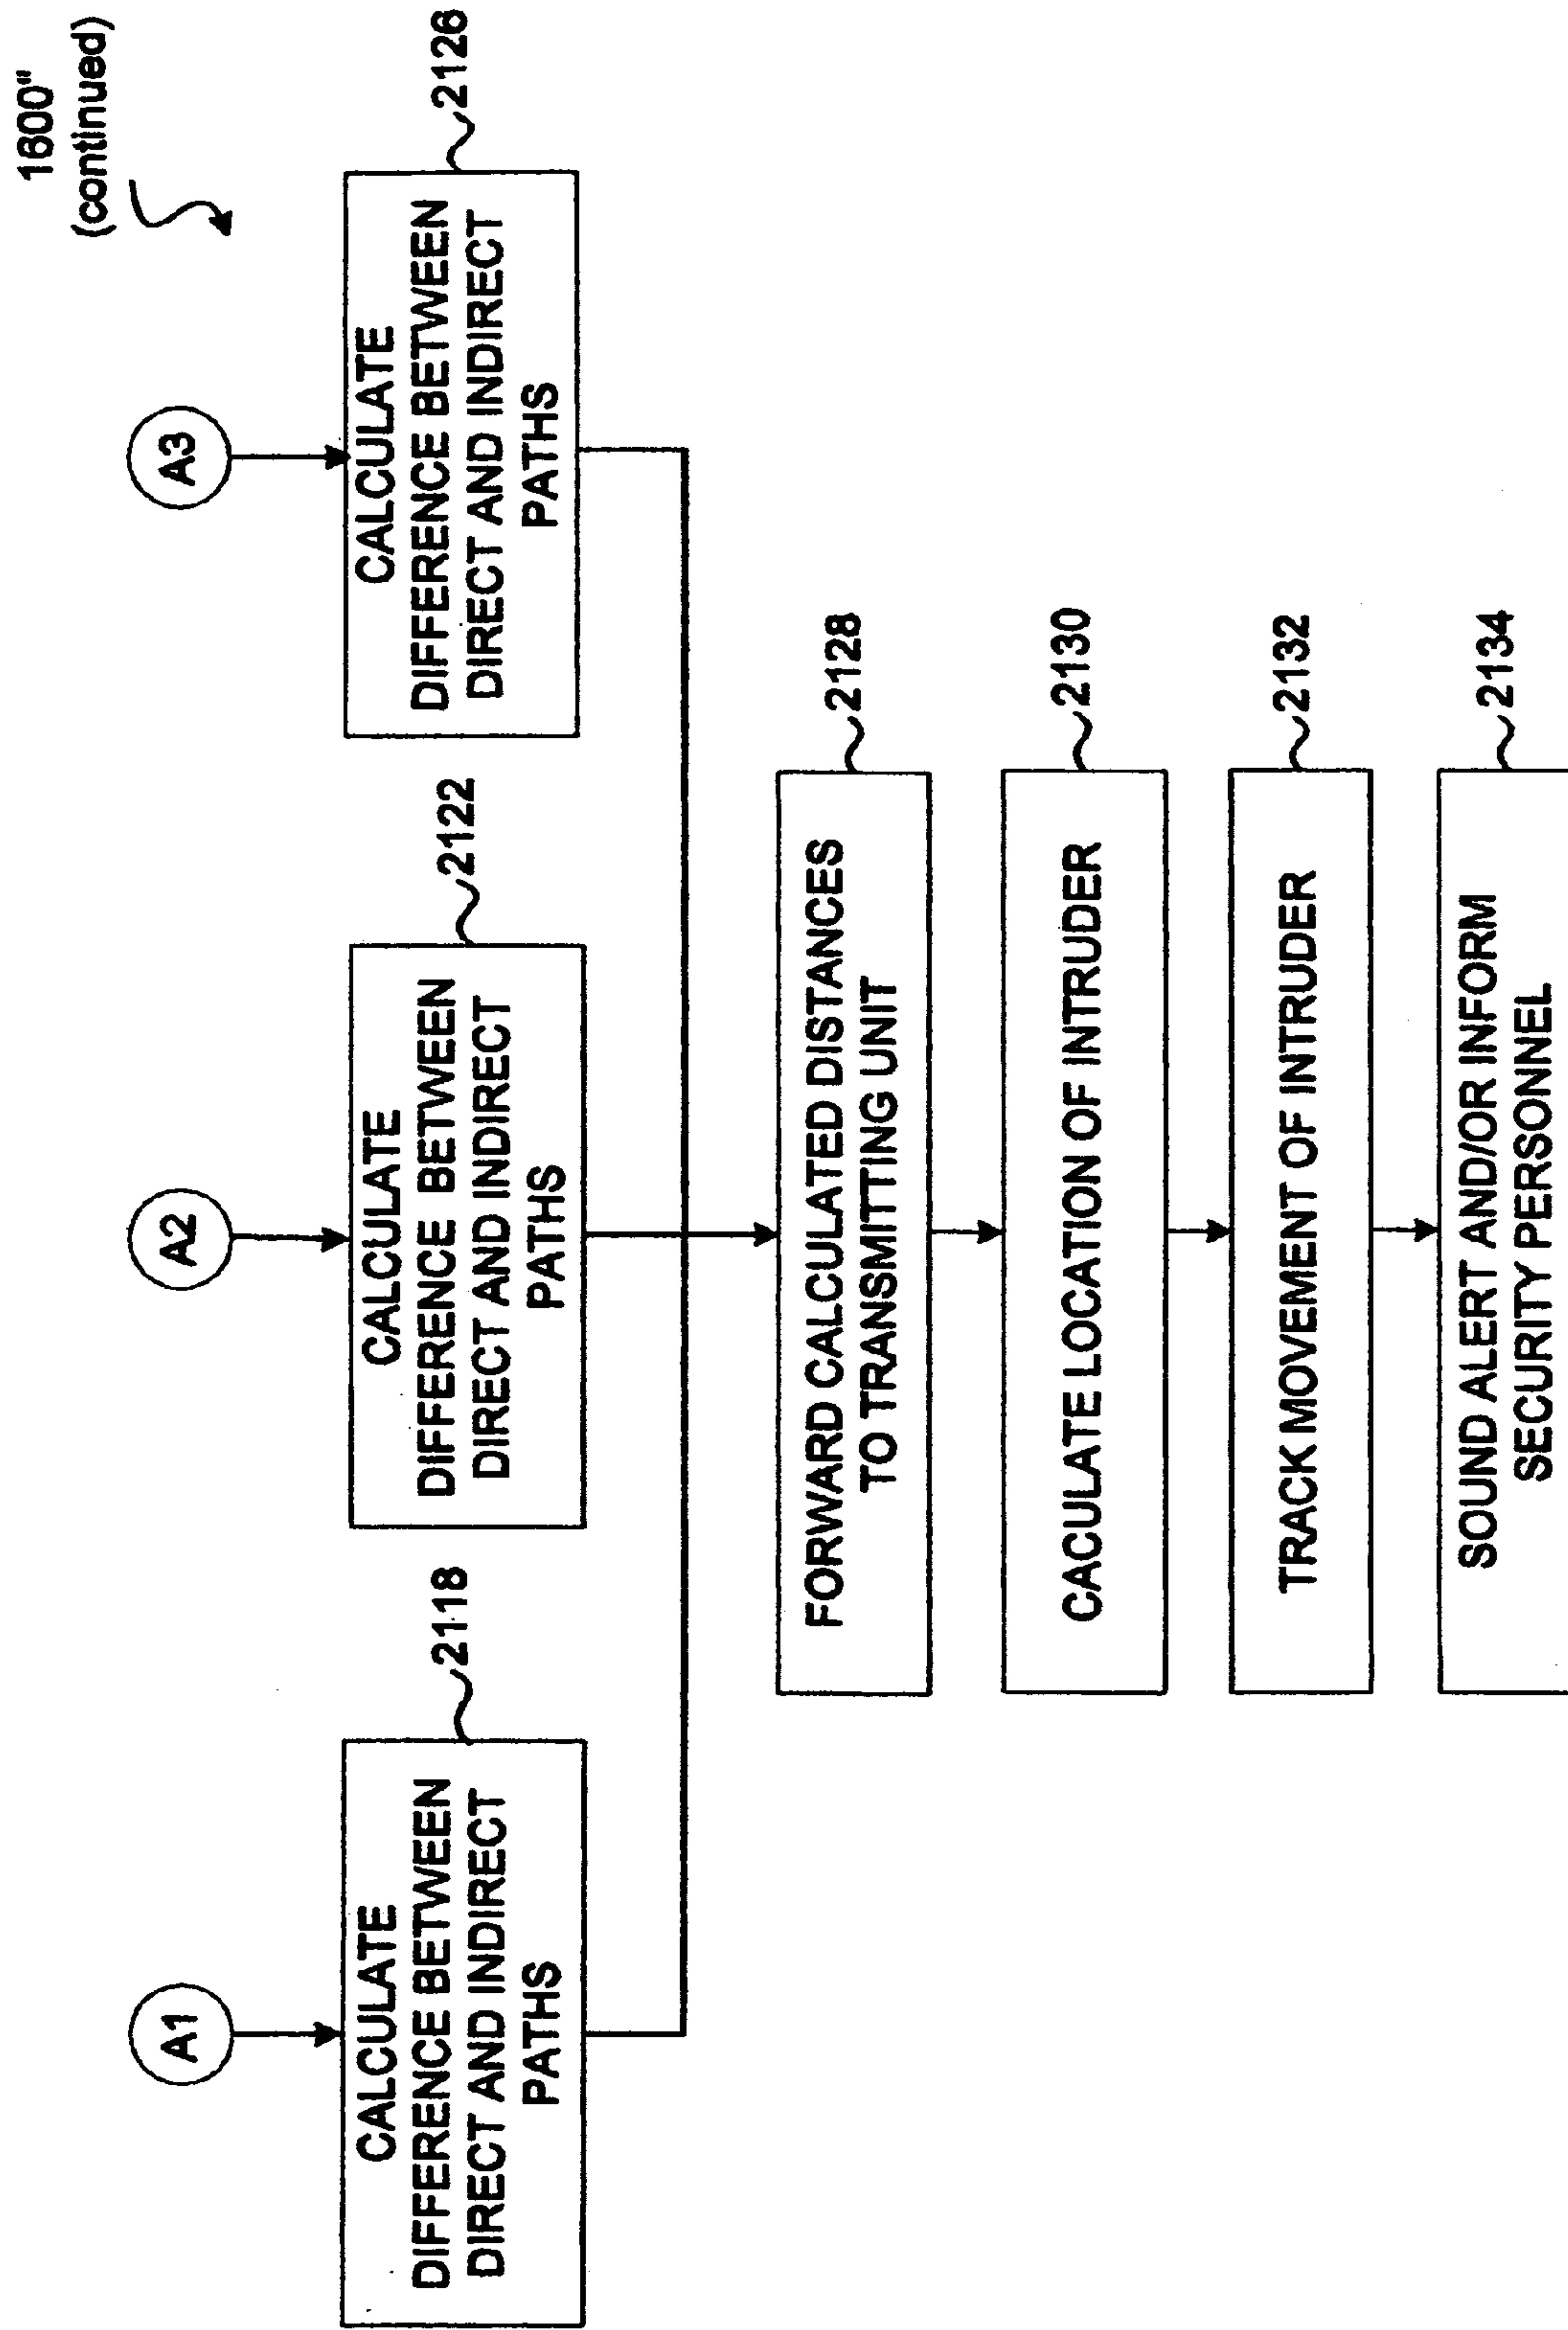 1600"
(continued)
A1
A2
A3
CALCULATE
DIFFERENCE BETWEEN
DIRECT AND INDIRECT
PATHS
2118
CALCULATE
DIFFERENCE BETWEEN
DIRECT AND INDIRECT
PATHS
2122
CALCULATE
DIFFERENCE BETWEEN
DIRECT AND INDIRECT
PATHS
2126
FORWARD CALCULATED DISTANCES
TO TRANSMITTING UNIT
2128
CACULATE LOCATION OF INTRUDER
2130
TRACK MOVEMENT OF INTRUDER
2132
SOUND ALERT AND/OR INFORM
SECURITY PERSONNEL
2134